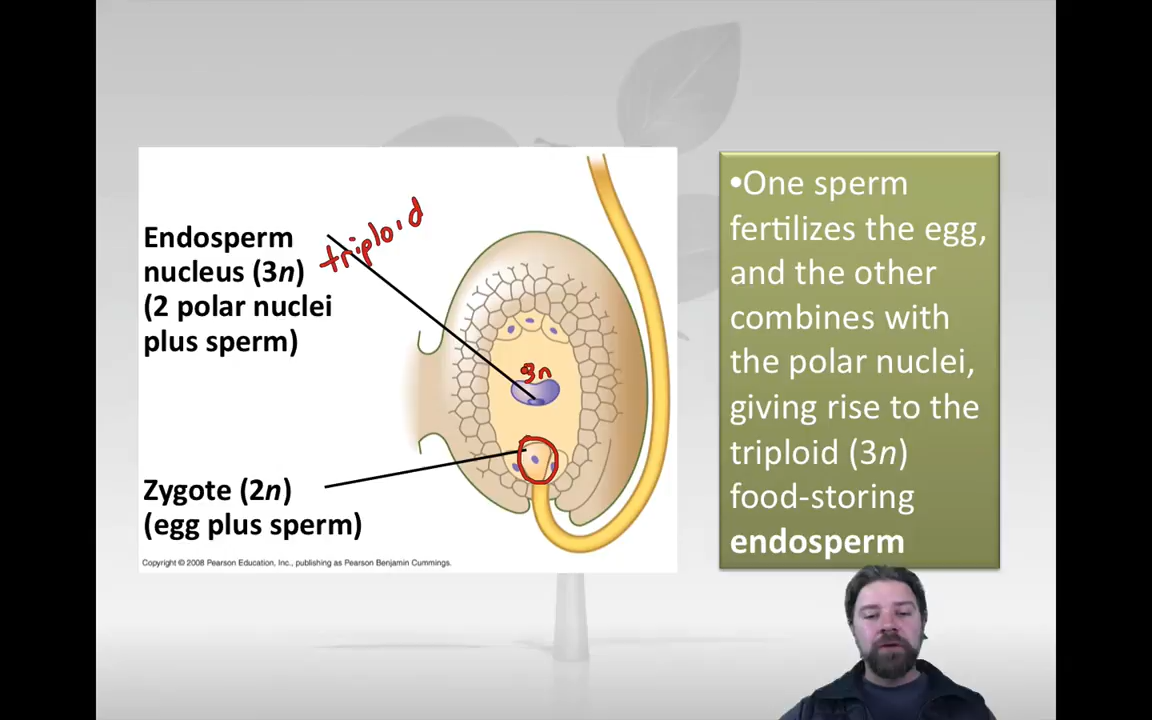 Endosperm
nucleus (3n)
(2 polar nuclei
plus sperm)
triploid
3n
Zygote (2n)
(egg plus sperm)
Copyright © 2008 Pearson Education, Inc., publishing as Pearson Benjamin Cummings.
•One sperm
fertilizes the egg,
and the other
combines with
the polar nuclei,
giving rise to the
triploid (3n)
food-storing
endosperm